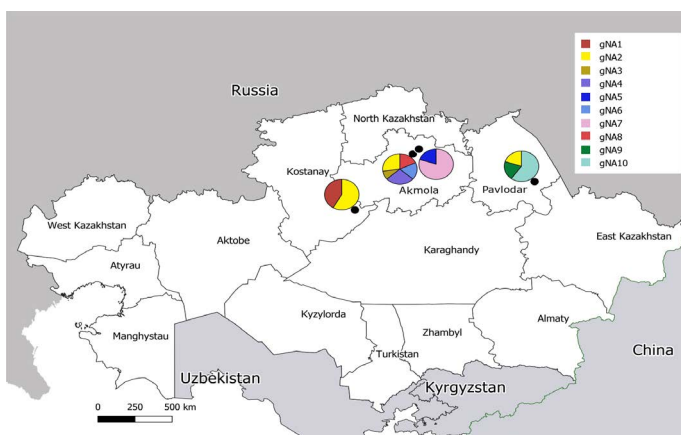 gNA1
gNA2
gNA3
gNA4
gNA5
gNA6
gNA7
gNA8
gNA9
gNA10
Russia
North Kazakhstan
Kostanay
Akmola
Pavlodar
West Kazakhstan
Aktobe
East Kazakhstan
Karaghandy
Atyrau
Kyzylorda
Almaty
Manghystau
Zhambyl
Turkistan
China
Uzbekistan
Kyrgyzstan
0 250 500 km